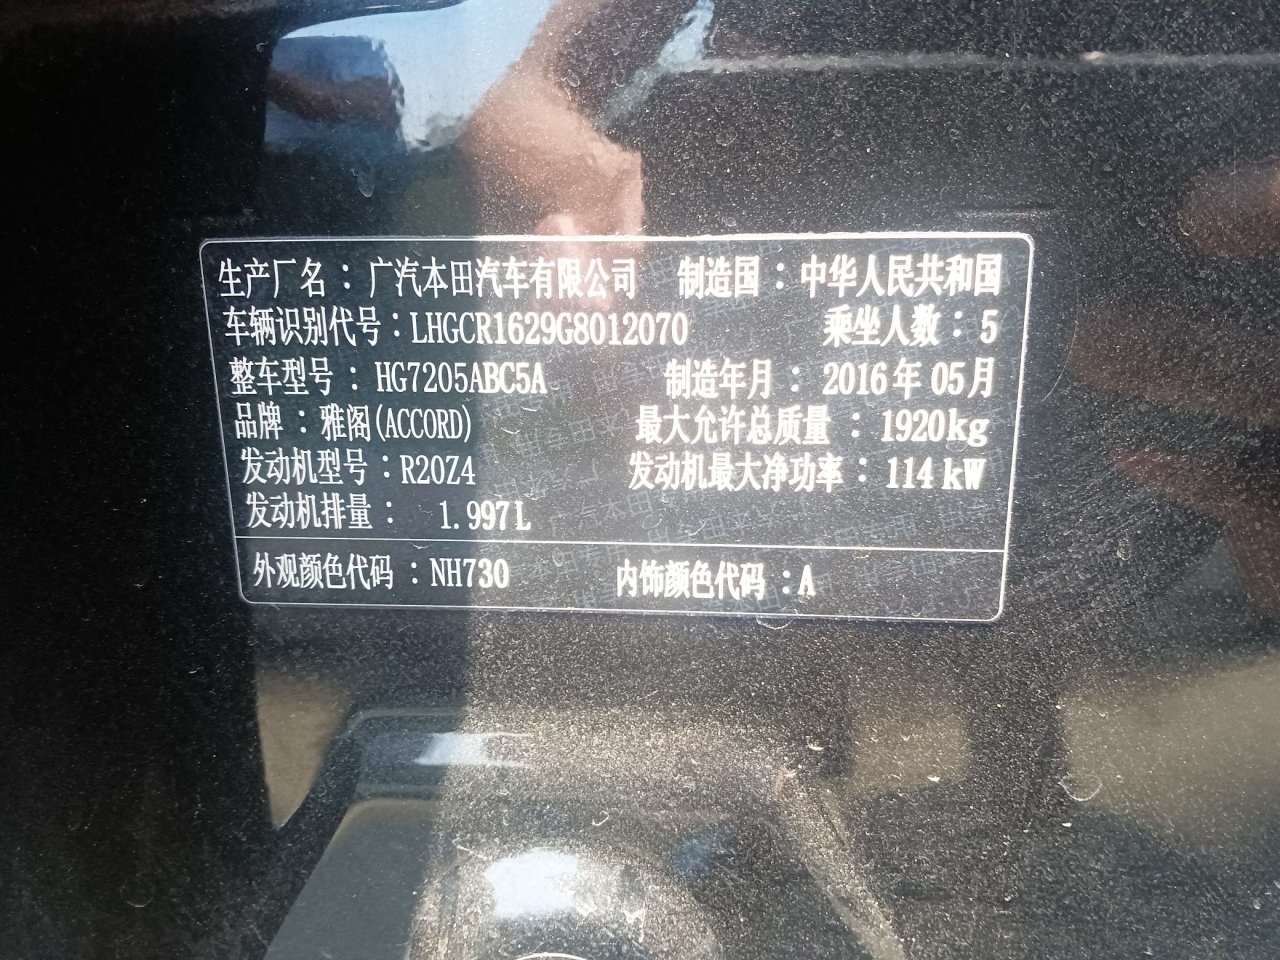 生产厂名：广汽本田汽车有限公司 制造国：中华人民共和国
车辆识别代号：LHGCR1629G8012070 乘坐人数：5
整车型号：HG7205ABC5A 制造年月：2016年05月
品牌：雅阁(ACCORD) 最大允许总质量：1920kg
发动机型号：R20Z4 发动机最大净功率：114kW
发动机排量：1.997L
外观颜色代码：NH730 内饰颜色代码：A